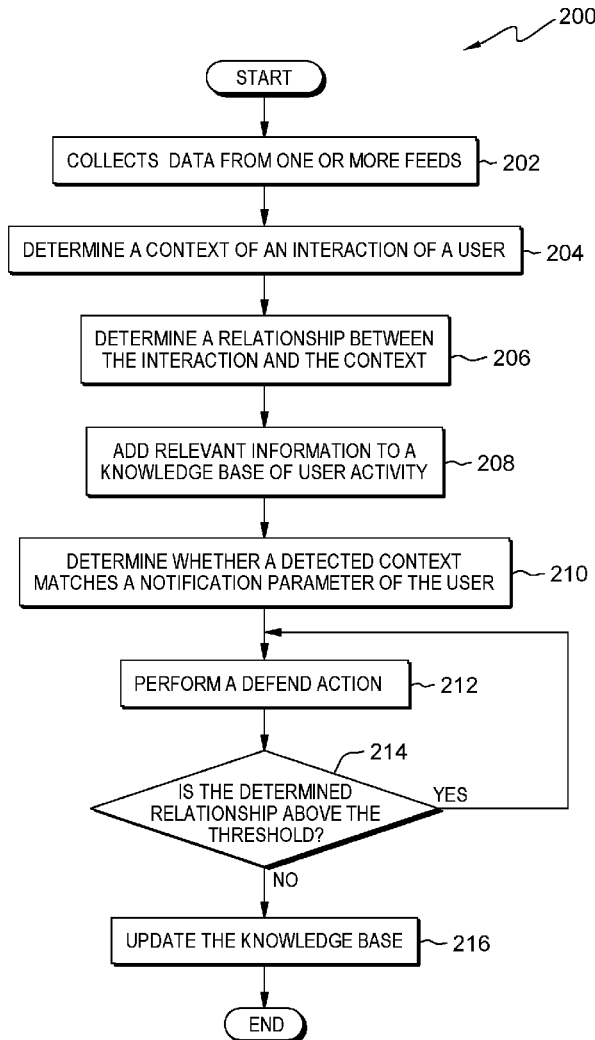 200
START
COLLECTS DATA FROM ONE OR MORE FEEDS
202
DETERMINE A CONTEXT OF AN INTERACTION OF A USER
204
DETERMINE A RELATIONSHIP BETWEEN
THE INTERACTION AND THE CONTEXT
206
ADD RELEVANT INFORMATION TO A
KNOWLEDGE BASE OF USER ACTIVITY
208
DETERMINE WHETHER A DETECTED CONTEXT
MATCHES A NOTIFICATION PARAMETER OF THE USER
210
PERFORM A DEFEND ACTION
212
214
IS THE DETERMINED
RELATIONSHIP ABOVE THE
THRESHOLD?
YES
NO
UPDATE THE KNOWLEDGE BASE
216
END